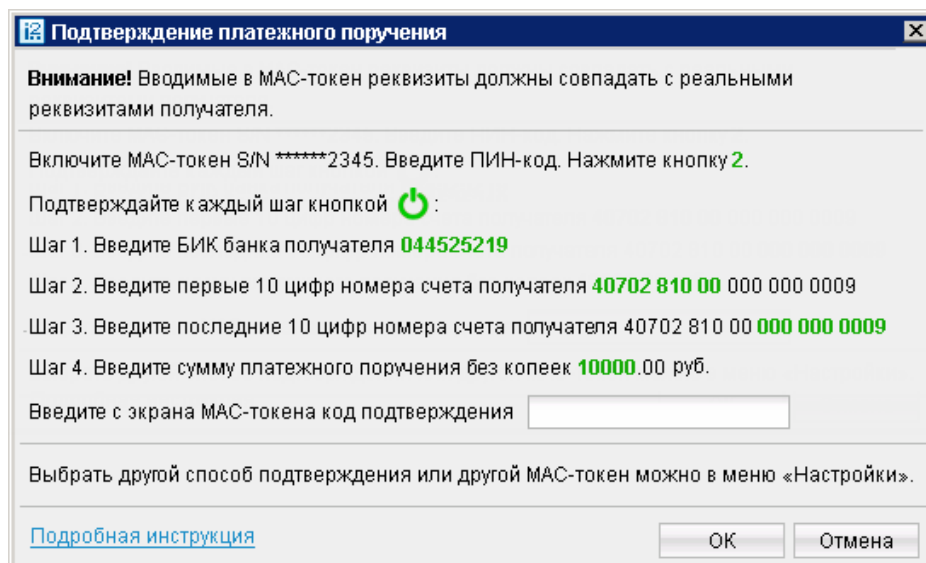 Подтверждение платежного поручения
Внимание! Вводимые в МАС-токен реквизиты должны совпадать с реальными
реквизитами получателя.
Включите МАС-токен S/N ******2345. Введите ПИН-код. Нажмите кнопку 2.
Подтверждайте каждый шаг кнопкой :
Шаг 1. Введите БИК банка получателя 044525219
Шаг 2. Введите первые 10 цифр номера счета получателя 40702 810 00 000 000 0009
Шаг 3. Введите последние 10 цифр номера счета получателя 40702 810 00 000 000 0009
Шаг 4. Введите сумму платежного поручения без копеек 10000.00 руб.
Введите с экрана МАС-токена код подтверждения
Выбрать другой способ подтверждения или другой МАС-токен можно в меню «Настройки».
Подробная инструкция
ОК
Отмена